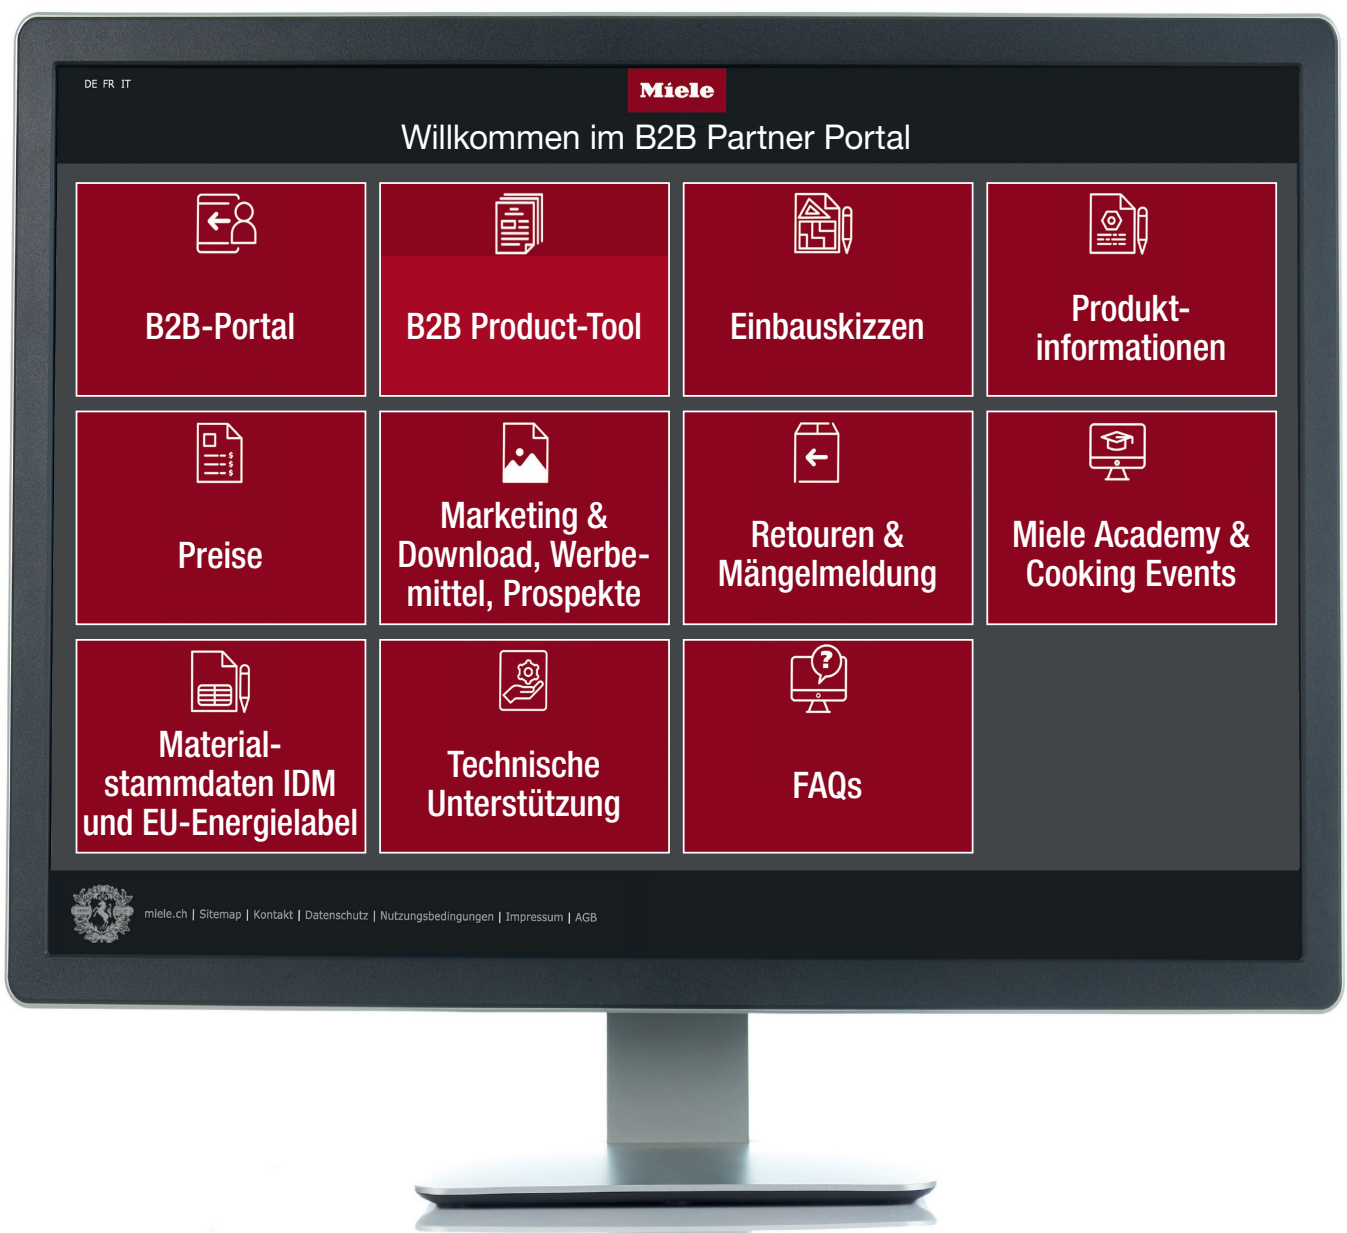 DE FR IT
Miele
Willkommen im B2B Partner Portal
B2B-Portal
B2B Product-Tool
Einbauskizzen
Produkt-
informationen
Preise
Marketing &
Download, Werbe-
mittel, Prospekte
Retouren &
Mängelmeldung
Miele Academy &
Cooking Events
Material-
stammdaten IDM
und EU-Energielabel
Technische
Unterstützung
?
FAQs
miele.ch | Sitemap | Kontakt | Datenschutz | Nutzungsbedingungen | Impressum | AGB